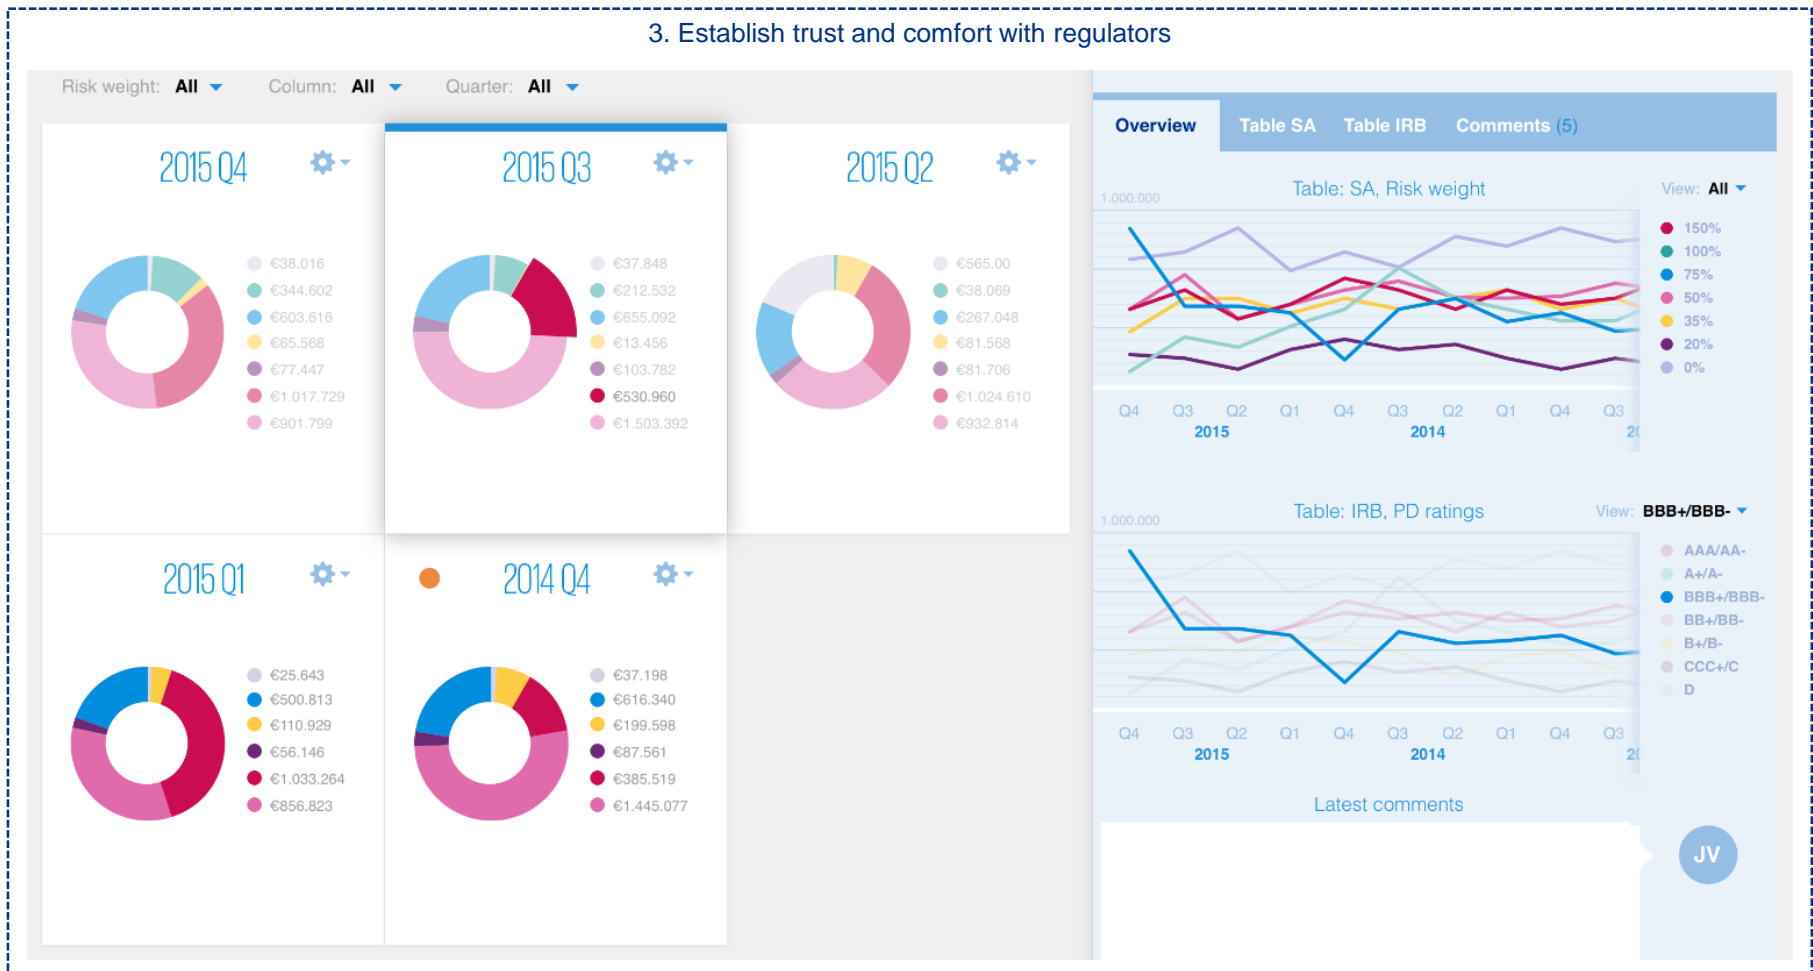 3. Establish trust and comfort with regulators
Risk weight: All Column: All Quarter: All
2015 Q4
€38.016
€344.602
€603.616
€65.568
€77.447
€1.017.729
€901.799
2015 Q3
€37.848
€212.532
€655.092
€13.456
€103.782
€530.960
€1.503.392
2015 Q2
€565.00
€38.069
€267.048
€81.568
€81.706
€1.024.610
€932.814
2015 Q1
€25.643
€500.813
€110.929
€56.146
€1.033.264
€856.823
2014 Q4
€37.198
€616.340
€199.598
€87.561
€385.519
€1.445.077
Overview Table SA Table IRB Comments (5)
Table: SA, Risk weight
View: All
1.000.000
150%
100%
75%
50%
35%
20%
0%
Q4 Q3 Q2 Q1 Q4 Q3 Q2 Q1 Q4 Q3
2015 2014 20
Table: IRB, PD ratings
View: BBB+/BBB-
1.000.000
AAA/AA-
A+/A-
BBB+/BBB-
BB+/BB-
B+/B-
CCC+/C
D
Q4 Q3 Q2 Q1 Q4 Q3 Q2 Q1 Q4 Q3
2015 2014 20
Latest comments
JV